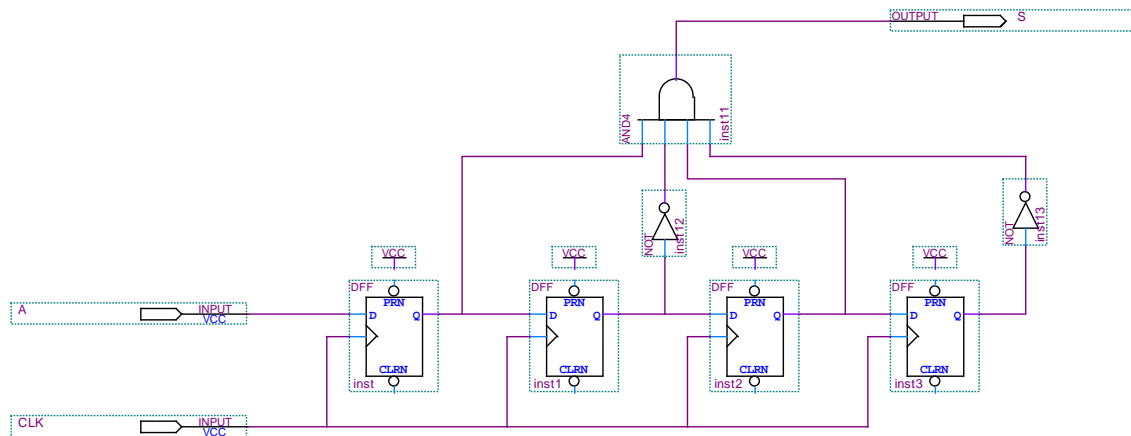 OUTPUT S
AND4
inst11
NOT
inst12
NOT
inst13
VCC
VCC
VCC
VCC
DFF
DFF
DFF
DFF
PRN
PRN
PRN
PRN
A INPUT
VCC
D Q
D Q
D Q
D Q
CLRN
CLRN
CLRN
CLRN
inst
inst1
inst2
inst3
CLK INPUT
VCC